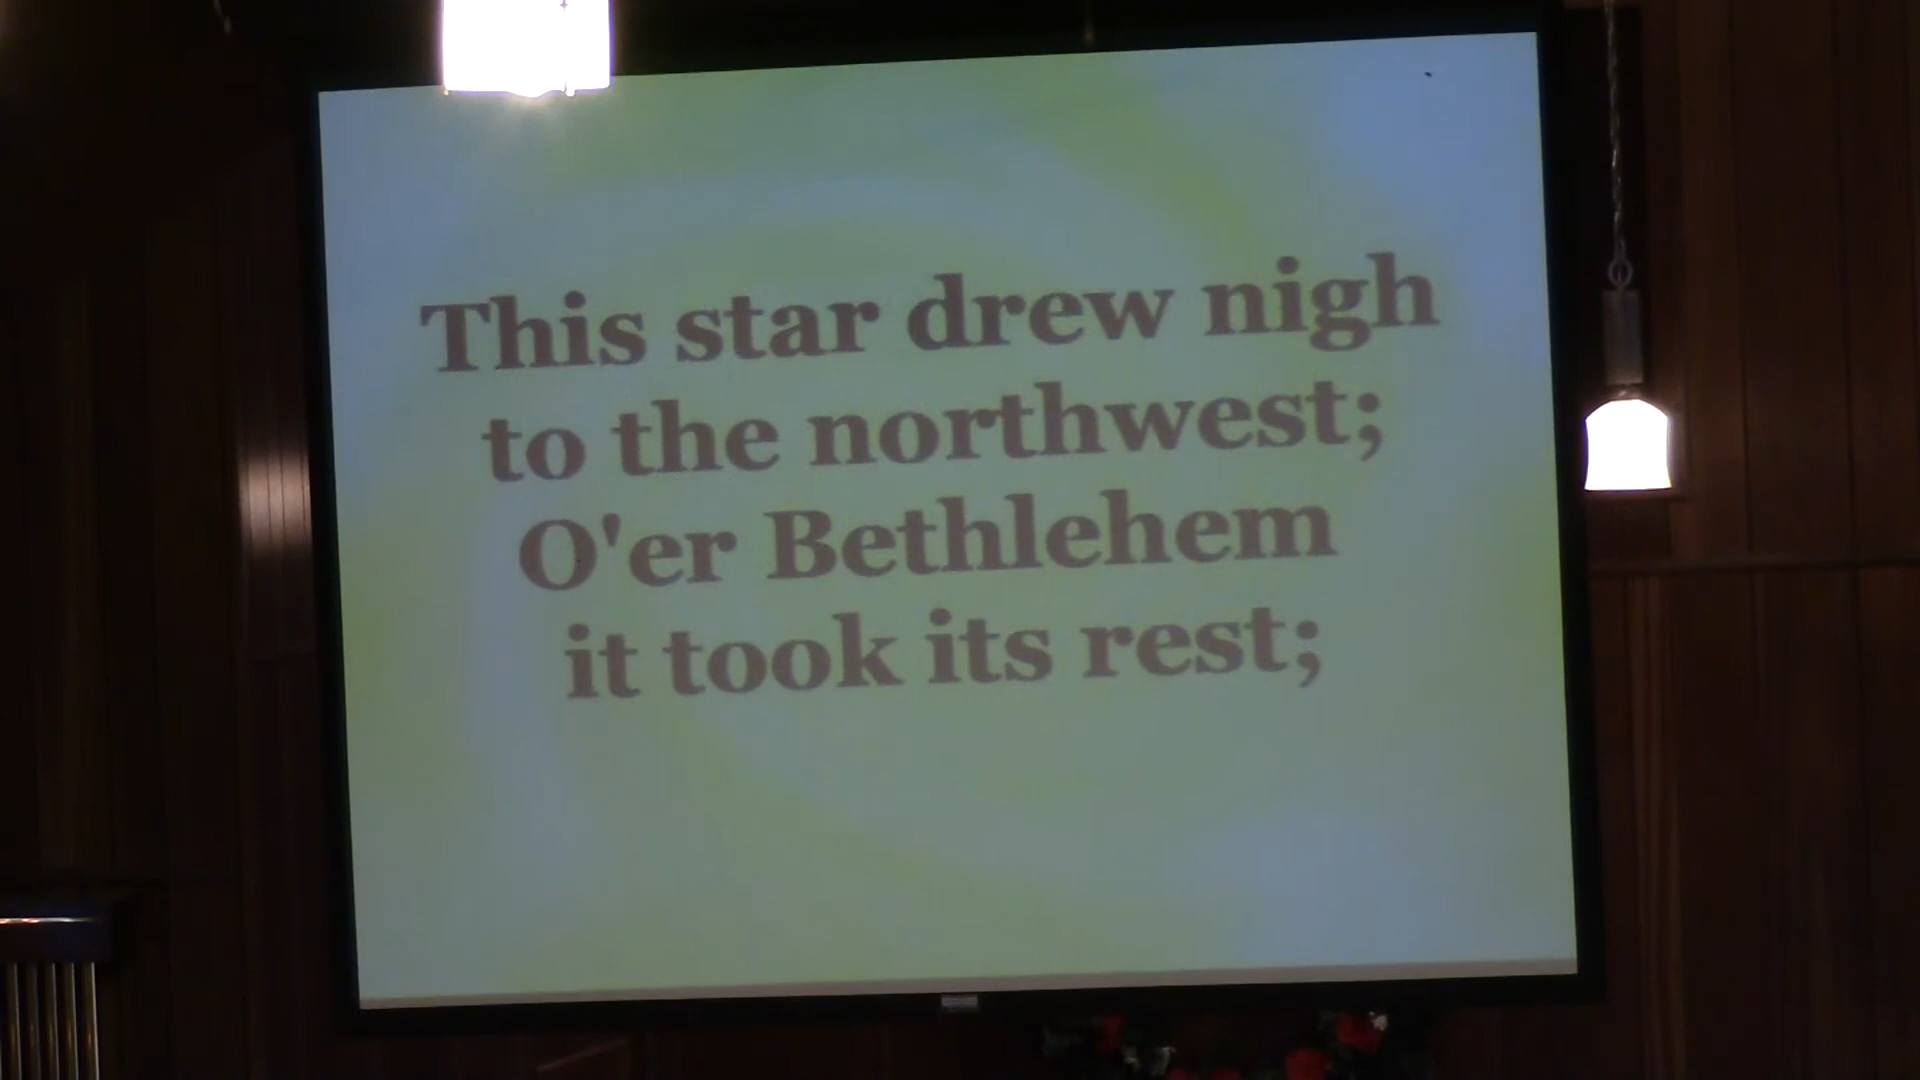 This star drew nigh
to the northwest;
O'er Bethlehem
it took its rest;